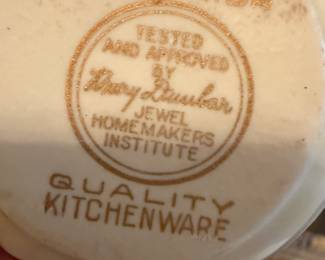 TESTED
AND APPROVED
BY
Mary Dunbar
JEWEL
HOMEMAKERS
INSTITUTE
QUALITY
KITCHENWARE